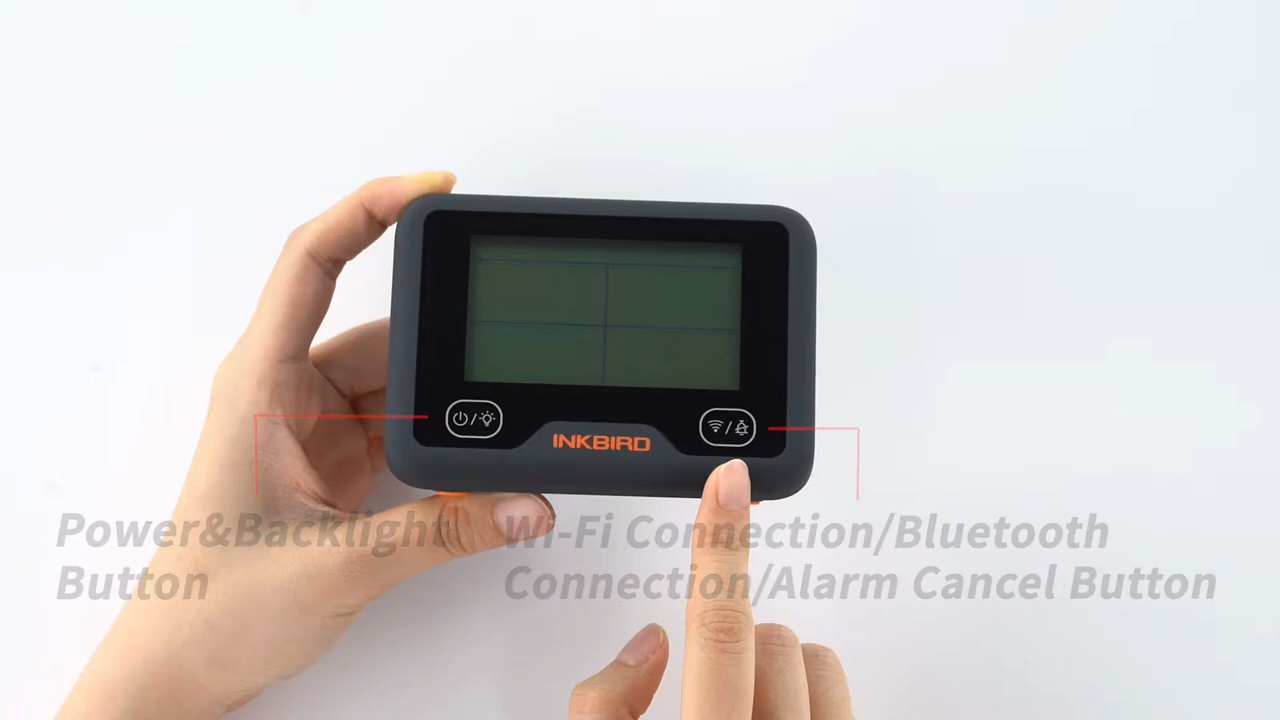 INKBIRD
Power&Backlight
Button
Wi-Fi Connection/Bluetooth
Connection/Alarm Cancel Button